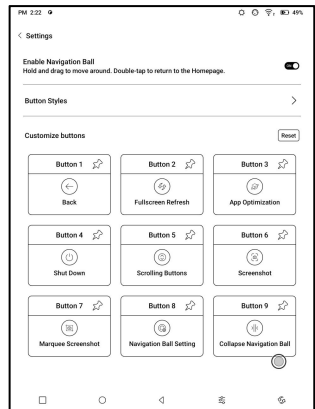 PM 2:22
49%
Settings
Enable Navigation Ball
Hold and drag to move around. Double-tap to return to the Homepage.
ON
Button Styles
Customize buttons
Reset
Button 1
Button 2
Button 3
Back
Fullscreen Refresh
App Optimization
Button 4
Button 5
Button 6
Shut Down
Scrolling Buttons
Screenshot
Button 7
Button 8
Button 9
Marquee Screenshot
Navigation Ball Setting
Collapse Navigation Ball